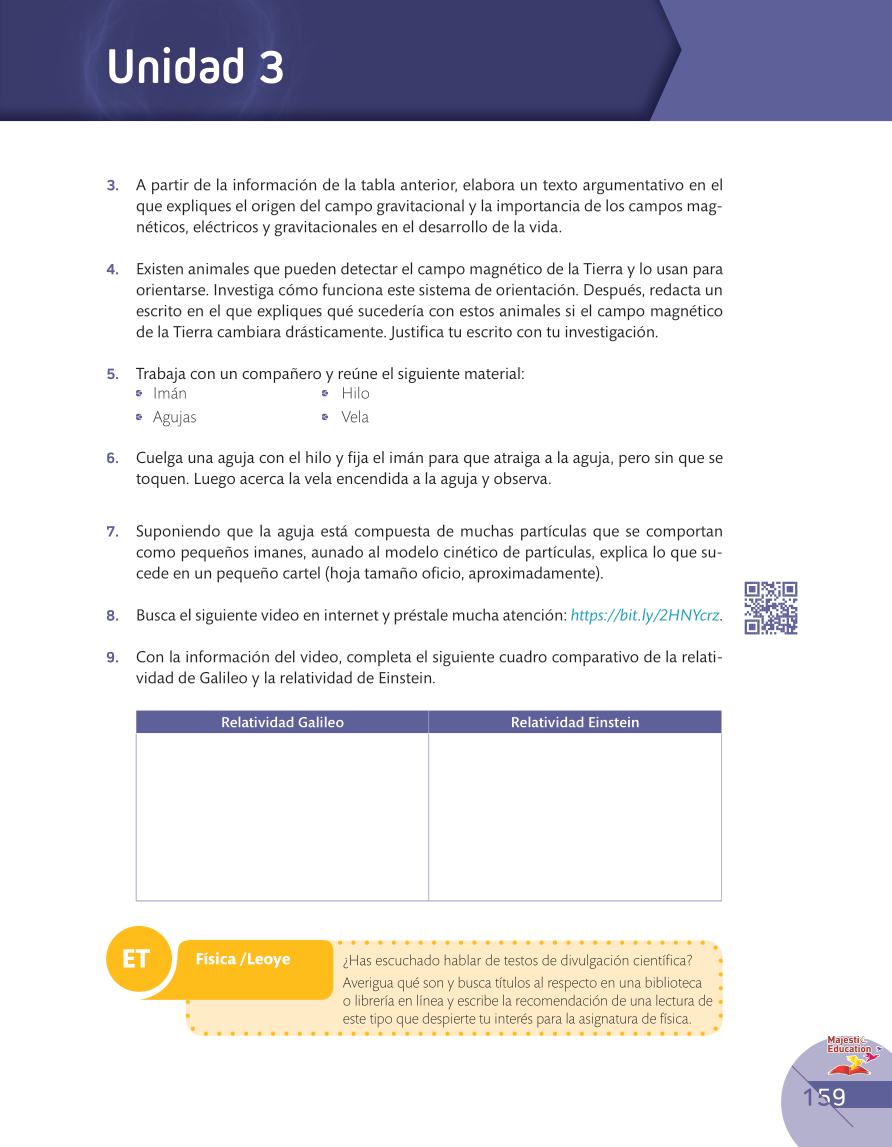 Unidad 3
3. A partir de la información de la tabla anterior, elabora un texto argumentativo en el
que expliques el origen del campo gravitacional y la importancia de los campos mag-
néticos, eléctricos y gravitacionales en el desarrollo de la vida.
4. Existen animales que pueden detectar el campo magnético de la Tierra y lo usan para
orientarse. Investiga cómo funciona este sistema de orientación. Después, redacta un
escrito en el que expliques qué sucedería con estos animales si el campo magnético
de la Tierra cambiara drásticamente. Justifica tu escrito con tu investigación.
5. Trabaja con un compañero y reúne el siguiente material:
Imán Hilo
Agujas Vela
6. Cuelga una aguja con el hilo y fija el imán para que atraiga a la aguja, pero sin que se
toquen. Luego acerca la vela encendida a la aguja y observa.
7. Suponiendo que la aguja está compuesta de muchas partículas que se comportan
como pequeños imanes, aunado al modelo cinético de partículas, explica lo que su-
cede en un pequeño cartel (hoja tamaño oficio, aproximadamente).
8. Busca el siguiente video en internet y préstale mucha atención: https://bit.ly/2HNYcrz.
9. Con la información del video, completa el siguiente cuadro comparativo de la relati-
vidad de Galileo y la relatividad de Einstein.
Relatividad Galileo Relatividad Einstein
ET Física /Leoye
¿Has escuchado hablar de testos de divulgación científica?
Averigua qué son y busca títulos al respecto en una biblioteca
o librería en línea y escribe la recomendación de una lectura de
este tipo que despierte tu interés para la asignatura de física.
Majestic
Education
159